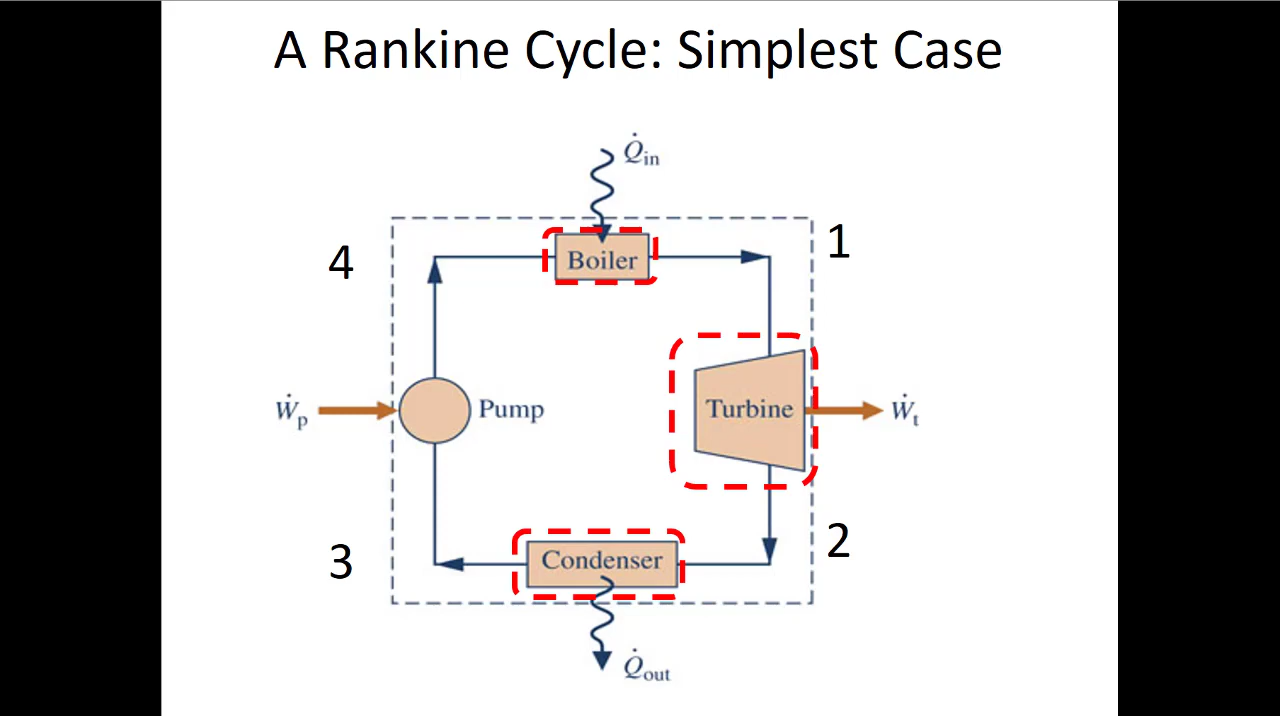 A Rankine Cycle: Simplest Case
Q̇in
4
Boiler
1
Ẇp
Pump
Turbine
Ẇt
3
Condenser
2
Q̇out